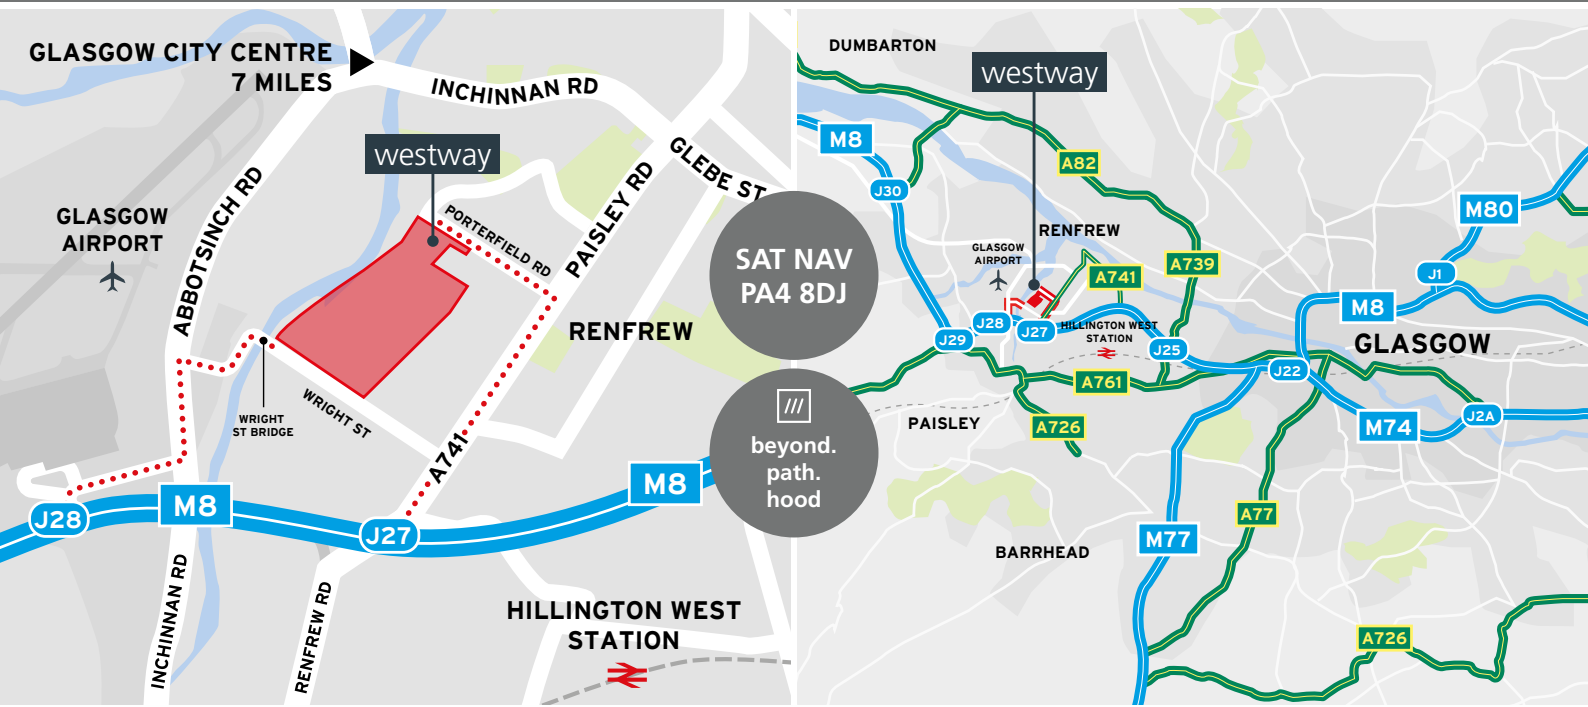 GLASGOW CITY CENTRE
7 MILES
INCHINNAN RD
westway
GLEBE ST
PAISLEY RD
PORTERFIELD RD
ABBOTSINCH RD
GLASGOW
AIRPORT
RENFREW
WRIGHT
ST BRIDGE
WRIGHT ST
A741
M8
M8
J28
J27
INCHINNAN RD
RENFREW RD
HILLINGTON WEST
STATION
SAT NAV
PA4 8DJ
///
beyond.
path.
hood
DUMBARTON
westway
M8
A82
J30
M80
RENFREW
GLASGOW
AIRPORT
A741
A739
J1
M8
J28
J27
HILLINGTON WEST
STATION
J29
J25
GLASGOW
J22
A761
PAISLEY
A726
M74
J2A
A77
M77
BARRHEAD
A726